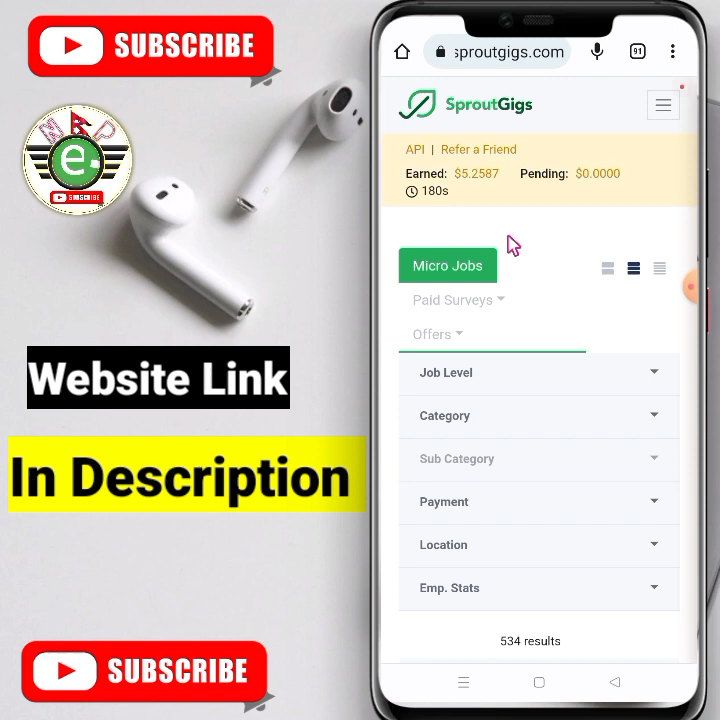 SUBSCRIBE
M R P
e
SUBSCRIBE
Website Link
In Description
SUBSCRIBE
sproutgigs.com
91
SproutGigs
API | Refer a Friend
Earned: $5.2587 Pending: $0.0000
180s
Micro Jobs
Paid Surveys
Offers
Job Level
Category
Sub Category
Payment
Location
Emp. Stats
534 results